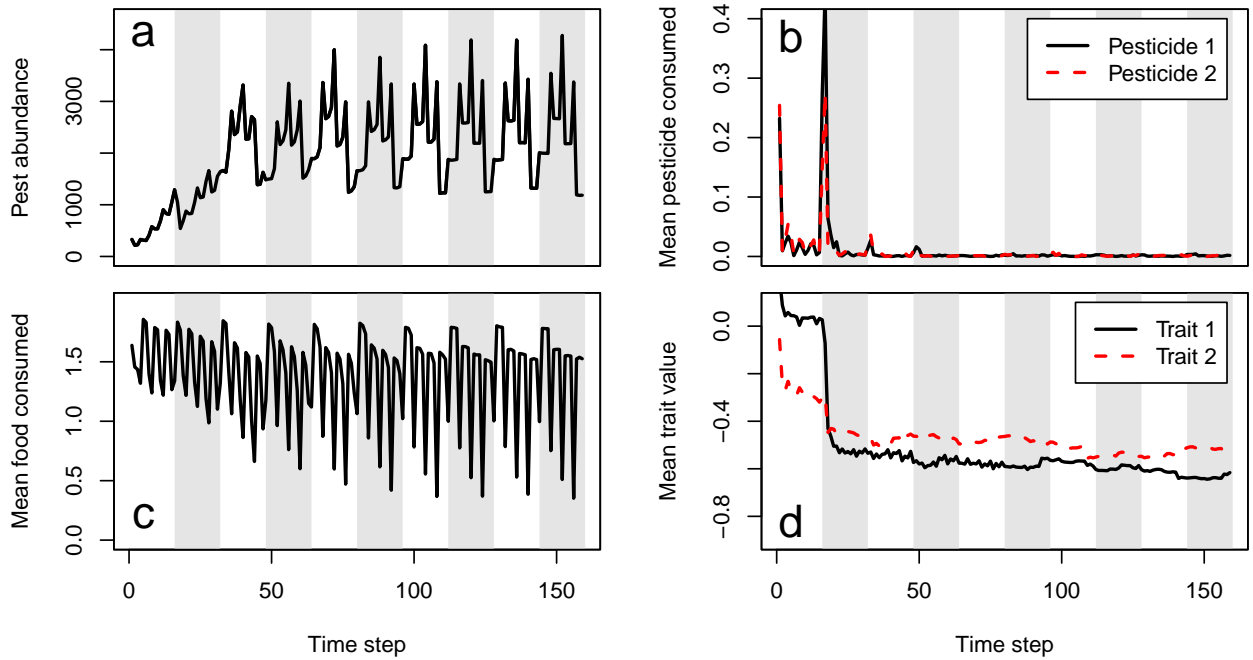 a
Pest abundance
0
1000
3000
b
Mean pesticide consumed
0.0
0.1
0.2
0.3
0.4
Pesticide 1
Pesticide 2
c
Mean food consumed
0.0
0.5
1.0
1.5
0
50
100
150
Time step
d
Mean trait value
−0.8
−0.4
0.0
Trait 1
Trait 2
0
50
100
150
Time step